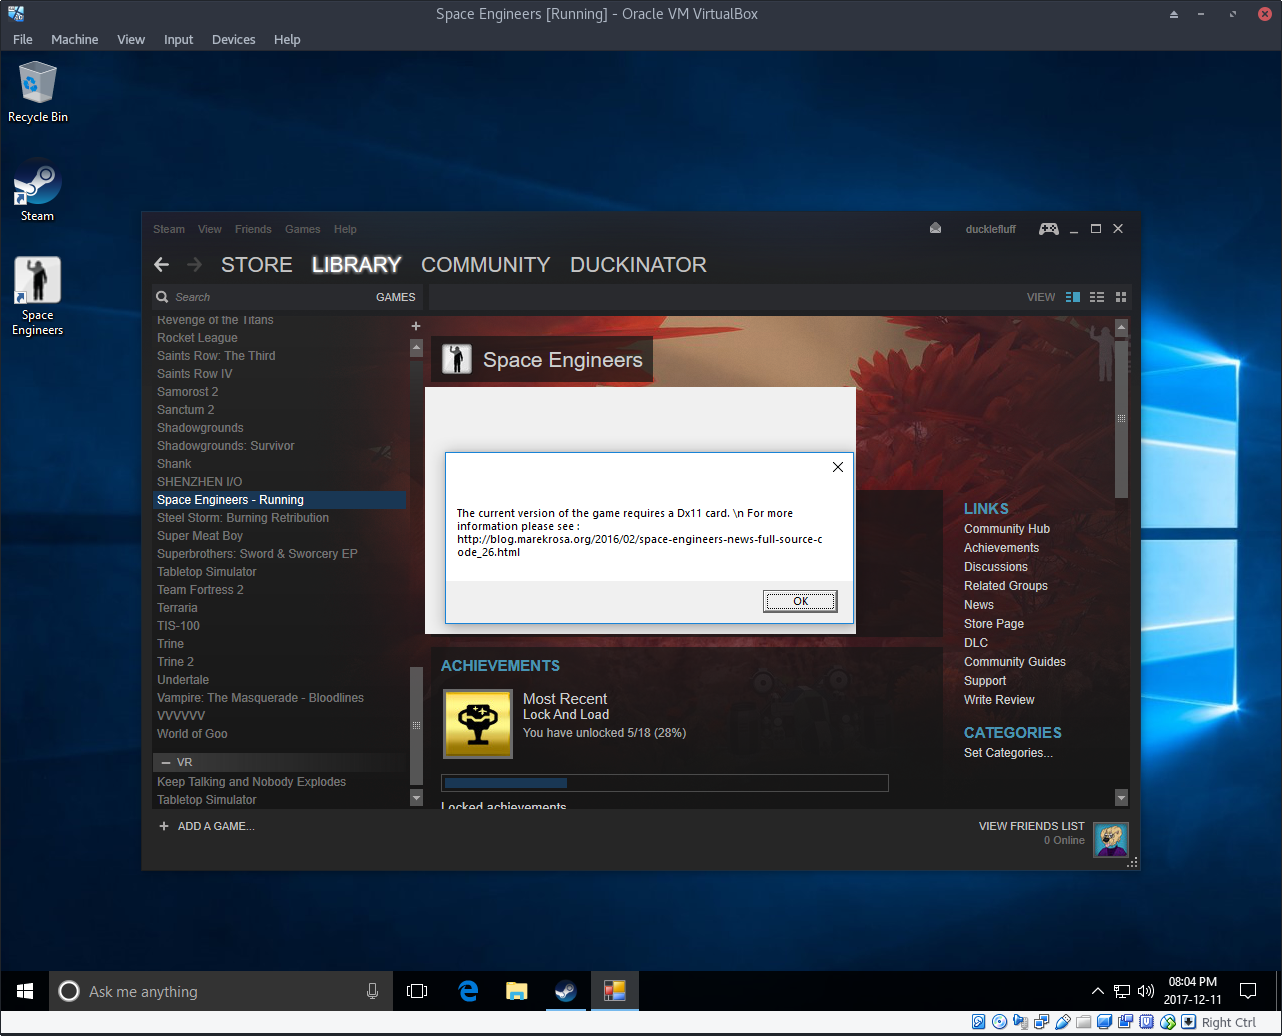 Space Engineers [Running] - Oracle VM VirtualBox
File Machine View Input Devices Help
Recycle Bin
Steam
Space
Engineers
Steam View Friends Games Help
ducklefluff
STORE LIBRARY COMMUNITY DUCKINATOR
Search GAMES
VIEW
Revenge of the Titans
Rocket League
Saints Row: The Third
Saints Row IV
Samorost 2
Sanctum 2
Shadowgrounds
Shadowgrounds: Survivor
Shank
SHENZHEN I/O
Space Engineers - Running
Steel Storm: Burning Retribution
Super Meat Boy
Superbrothers: Sword & Sworcery EP
Tabletop Simulator
Team Fortress 2
Terraria
TIS-100
Trine
Trine 2
Undertale
Vampire: The Masquerade - Bloodlines
VVVVVV
World of Goo
— VR
Keep Talking and Nobody Explodes
Tabletop Simulator
+ ADD A GAME...
Space Engineers
The current version of the game requires a Dx11 card. \n For more
information please see :
http://blog.marekrosa.org/2016/02/space-engineers-news-full-source-c
ode_26.html
OK
ACHIEVEMENTS
Most Recent
Lock And Load
You have unlocked 5/18 (28%)
Locked achievements
LINKS
Community Hub
Achievements
Discussions
Related Groups
News
Store Page
DLC
Community Guides
Support
Write Review
CATEGORIES
Set Categories...
VIEW FRIENDS LIST
0 Online
Ask me anything
08:04 PM
2017-12-11
Right Ctrl